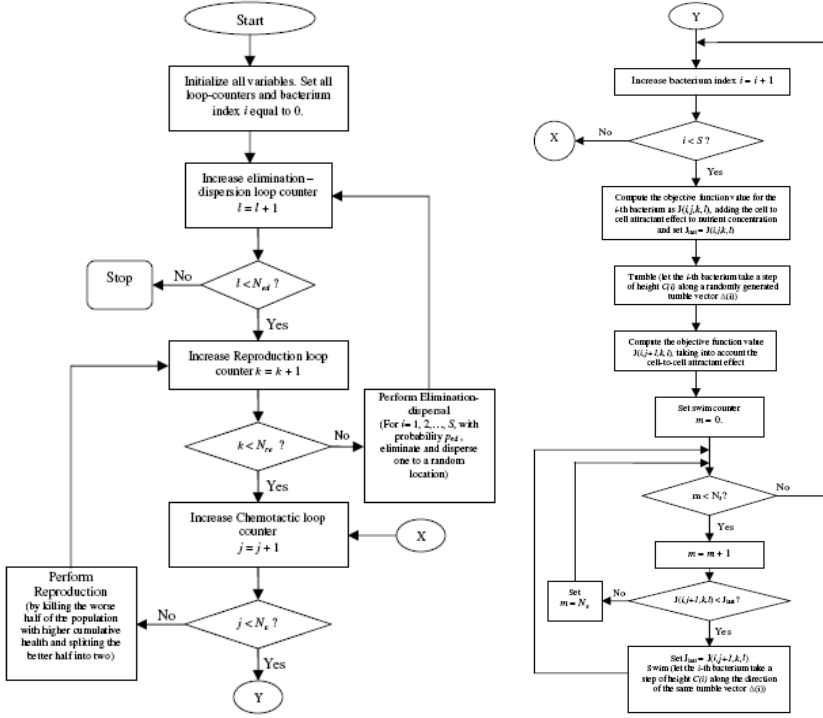 Start
Initialize all variables. Set all
loop-counters and bacterium
index i equal to 0.
Increase elimination –
dispersion loop counter
l = l + 1
Stop
No
l < Ned ?
Yes
Increase Reproduction loop
counter k = k + 1
Perform Elimination-
dispersal
(For i= 1, 2,…, S, with
probability ped ,
eliminate and disperse
one to a random
location)
k < Nre ?
No
Yes
Increase Chemotactic loop
counter
j = j + 1
X
Perform
Reproduction
(by killing the worse
half of the population
with higher cumulative
health and splitting the
better half into two)
No
j < Nc ?
Yes
Y
Y
Increase bacterium index i = i + 1
X
No
i < S ?
Yes
Compute the objective function value for the
i-th bacterium as J(i,j,k,l), adding the cell to
cell attractant effect to nutrient concentration
and set Jlast = J(i,j,k,l)
Tumble (let the i-th bacterium take a step
of height C(i) along a randomly generated
tumble vector Δ(i))
Compute the objective function value
J(i,j+1,k,l), taking into account the
cell-to-cell attractant effect
Set swim counter
m = 0.
m < Ns?
No
Yes
m = m + 1
Set
m = Ns
No
J(i,j+1,k,l) < Jlast?
Yes
Set Jlast = J(i,j+1,k,l)
Swim (let the i-th bacterium take a
step of height C(i) along the direction
of the same tumble vector Δ(i))